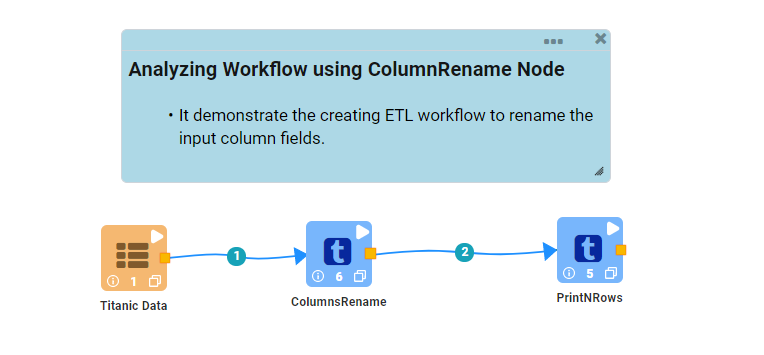 Analyzing Workflow using ColumnRename Node
• It demonstrate the creating ETL workflow to rename the
input column fields.
1
2
t
t
1
6
5
Titanic Data
ColumnsRename
PrintNRows